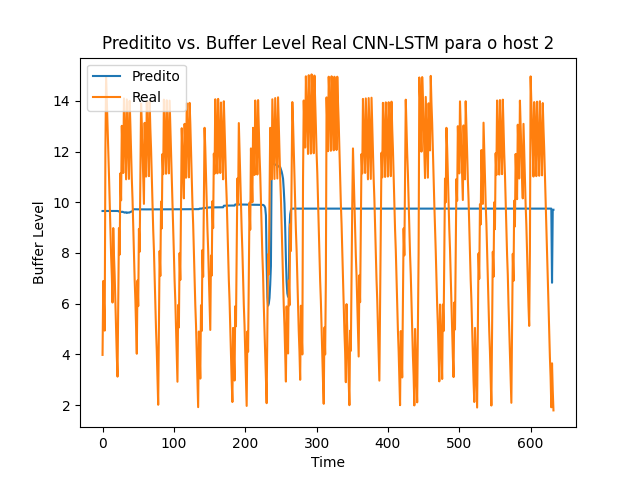 Preditito vs. Buffer Level Real CNN-LSTM para o host 2
Predito
Real
14
12
10
8
6
4
2
Buffer Level
0 100 200 300 400 500 600
Time